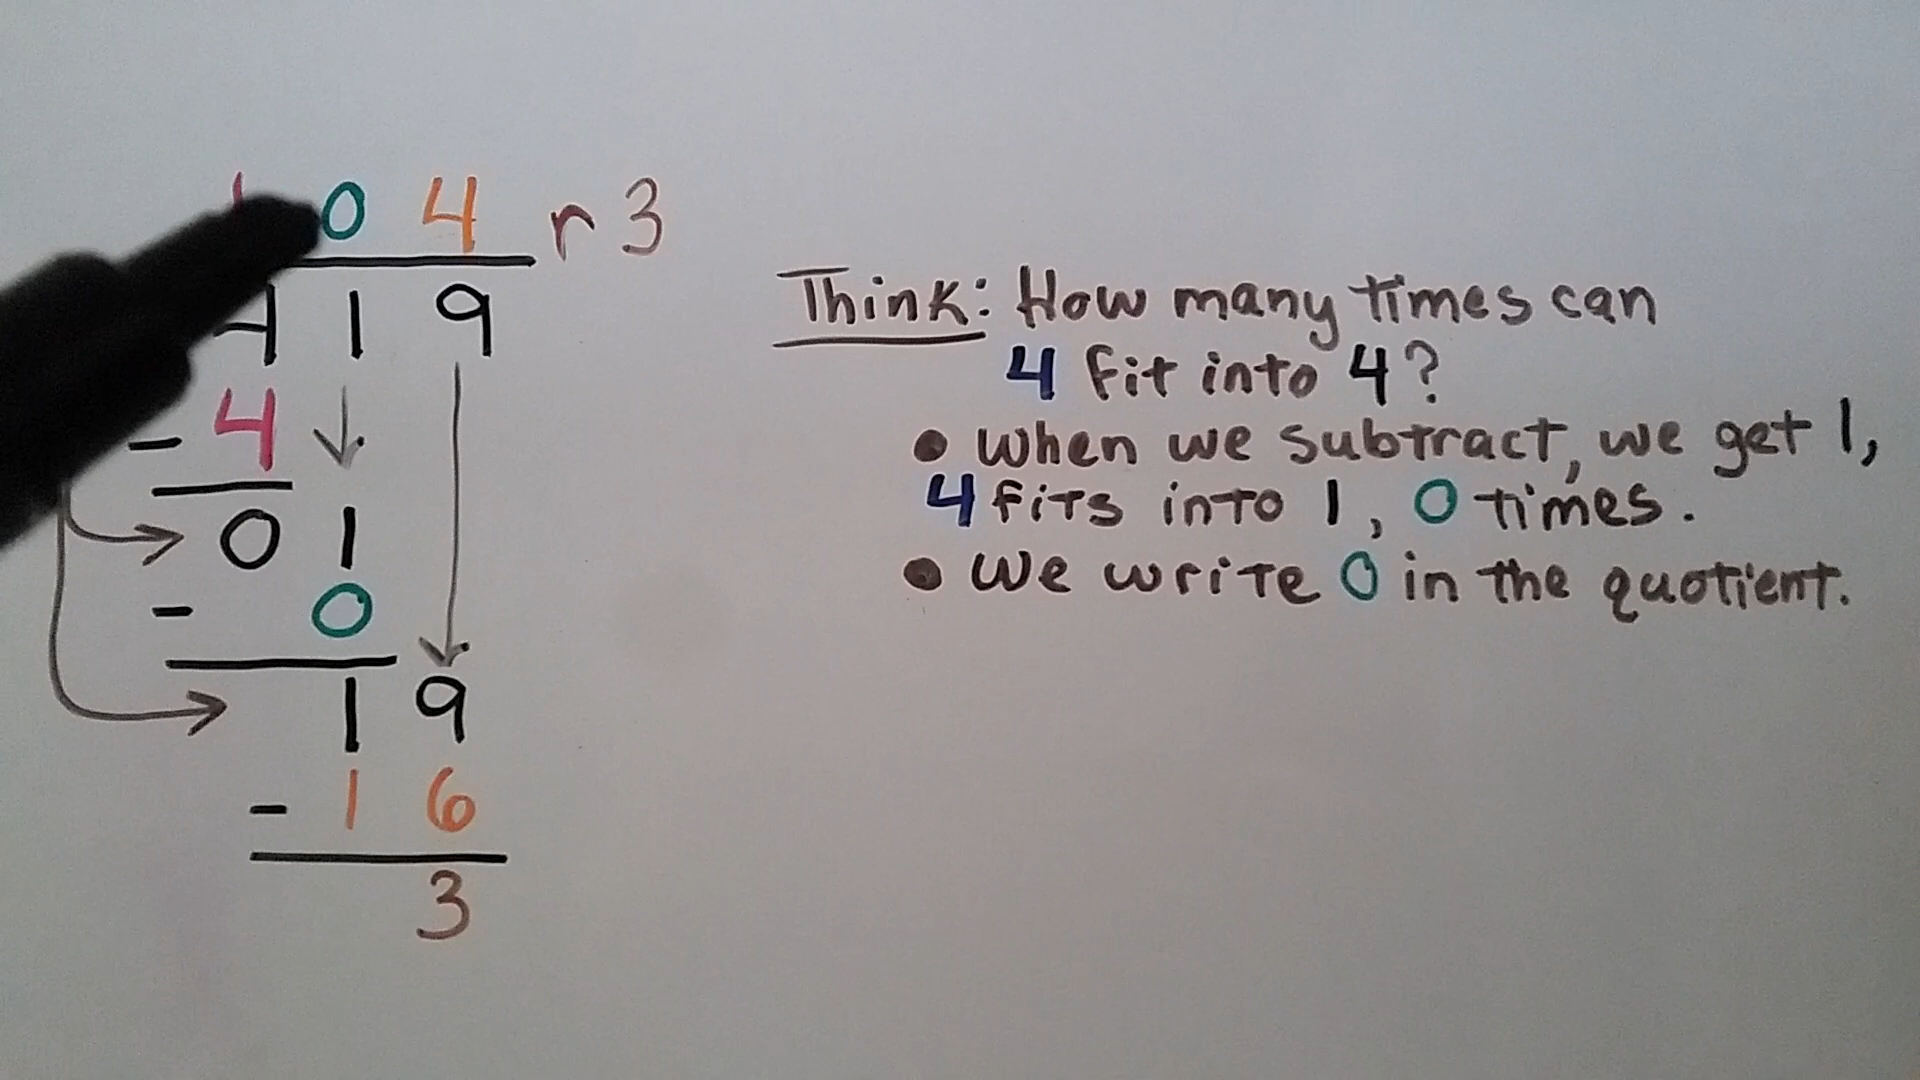 0 4 r 3
4 1 9
- 4
0 1
- 0
1 9
- 1 6
3
Think: How many times can
4 fit into 4?
• When we subtract, we get 1,
4 fits into 1, 0 times.
• We write 0 in the quotient.